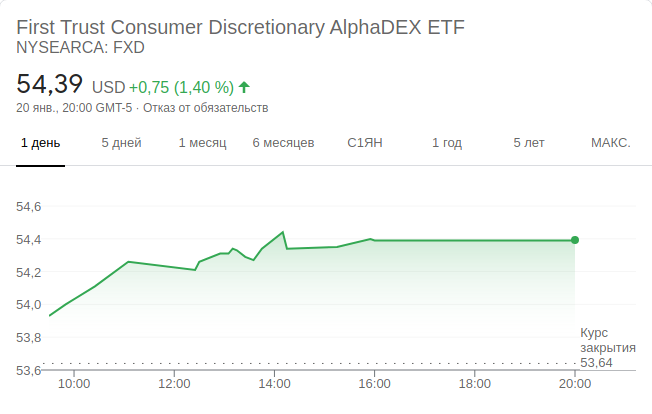 First Trust Consumer Discretionary AlphaDEX ETF
NYSEARCA: FXD
54,39 USD +0,75 (1,40 %)
20 янв., 20:00 GMT-5 · Отказ от обязательств
1 день 5 дней 1 месяц 6 месяцев С1ЯН 1 год 5 лет МАКС.
54,6
54,4
54,2
54,0
53,8
53,6
Курс
закрытия
53,64
10:00 12:00 14:00 16:00 18:00 20:00